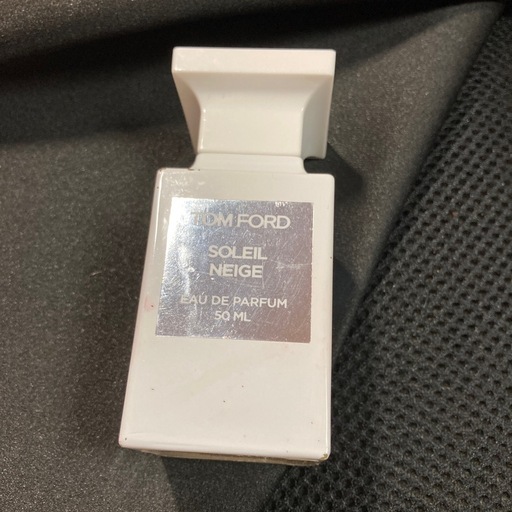 TOM FORD
SOLEIL
NEIGE
EAU DE PARFUM
50 ML